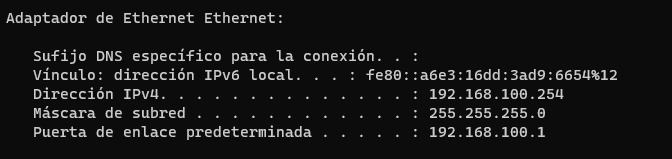 Adaptador de Ethernet Ethernet:
Sufijo DNS específico para la conexión. . :
Vínculo: dirección IPv6 local. . . : fe80::a6e3:16dd:3ad9:6654%12
Dirección IPv4. . . . . . . . . . . . . . : 192.168.100.254
Máscara de subred . . . . . . . . . . . . : 255.255.255.0
Puerta de enlace predeterminada . . . . . : 192.168.100.1